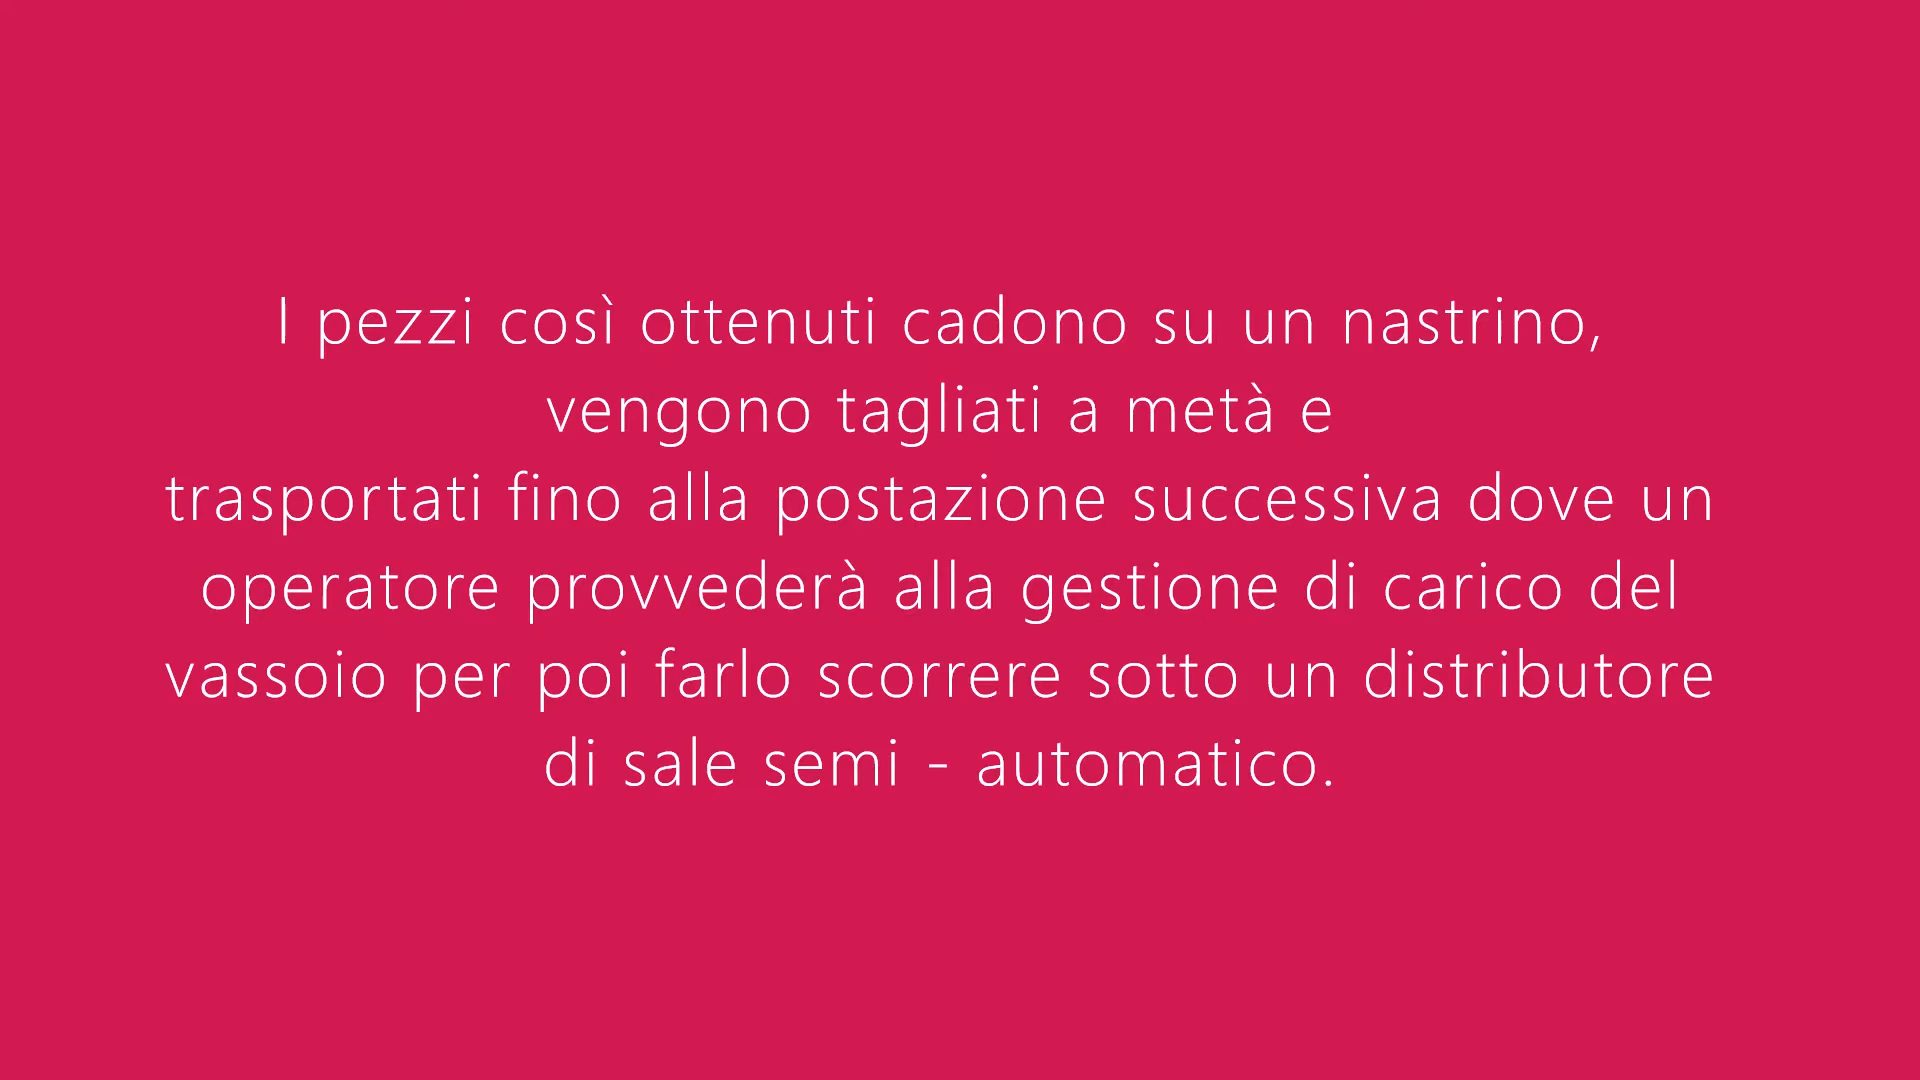 I pezzi così ottenuti cadono su un nastrino,
vengono tagliati a metà e
trasportati fino alla postazione successiva dove un
operatore provvederà alla gestione di carico del
vassoio per poi farlo scorrere sotto un distributore
di sale semi - automatico.